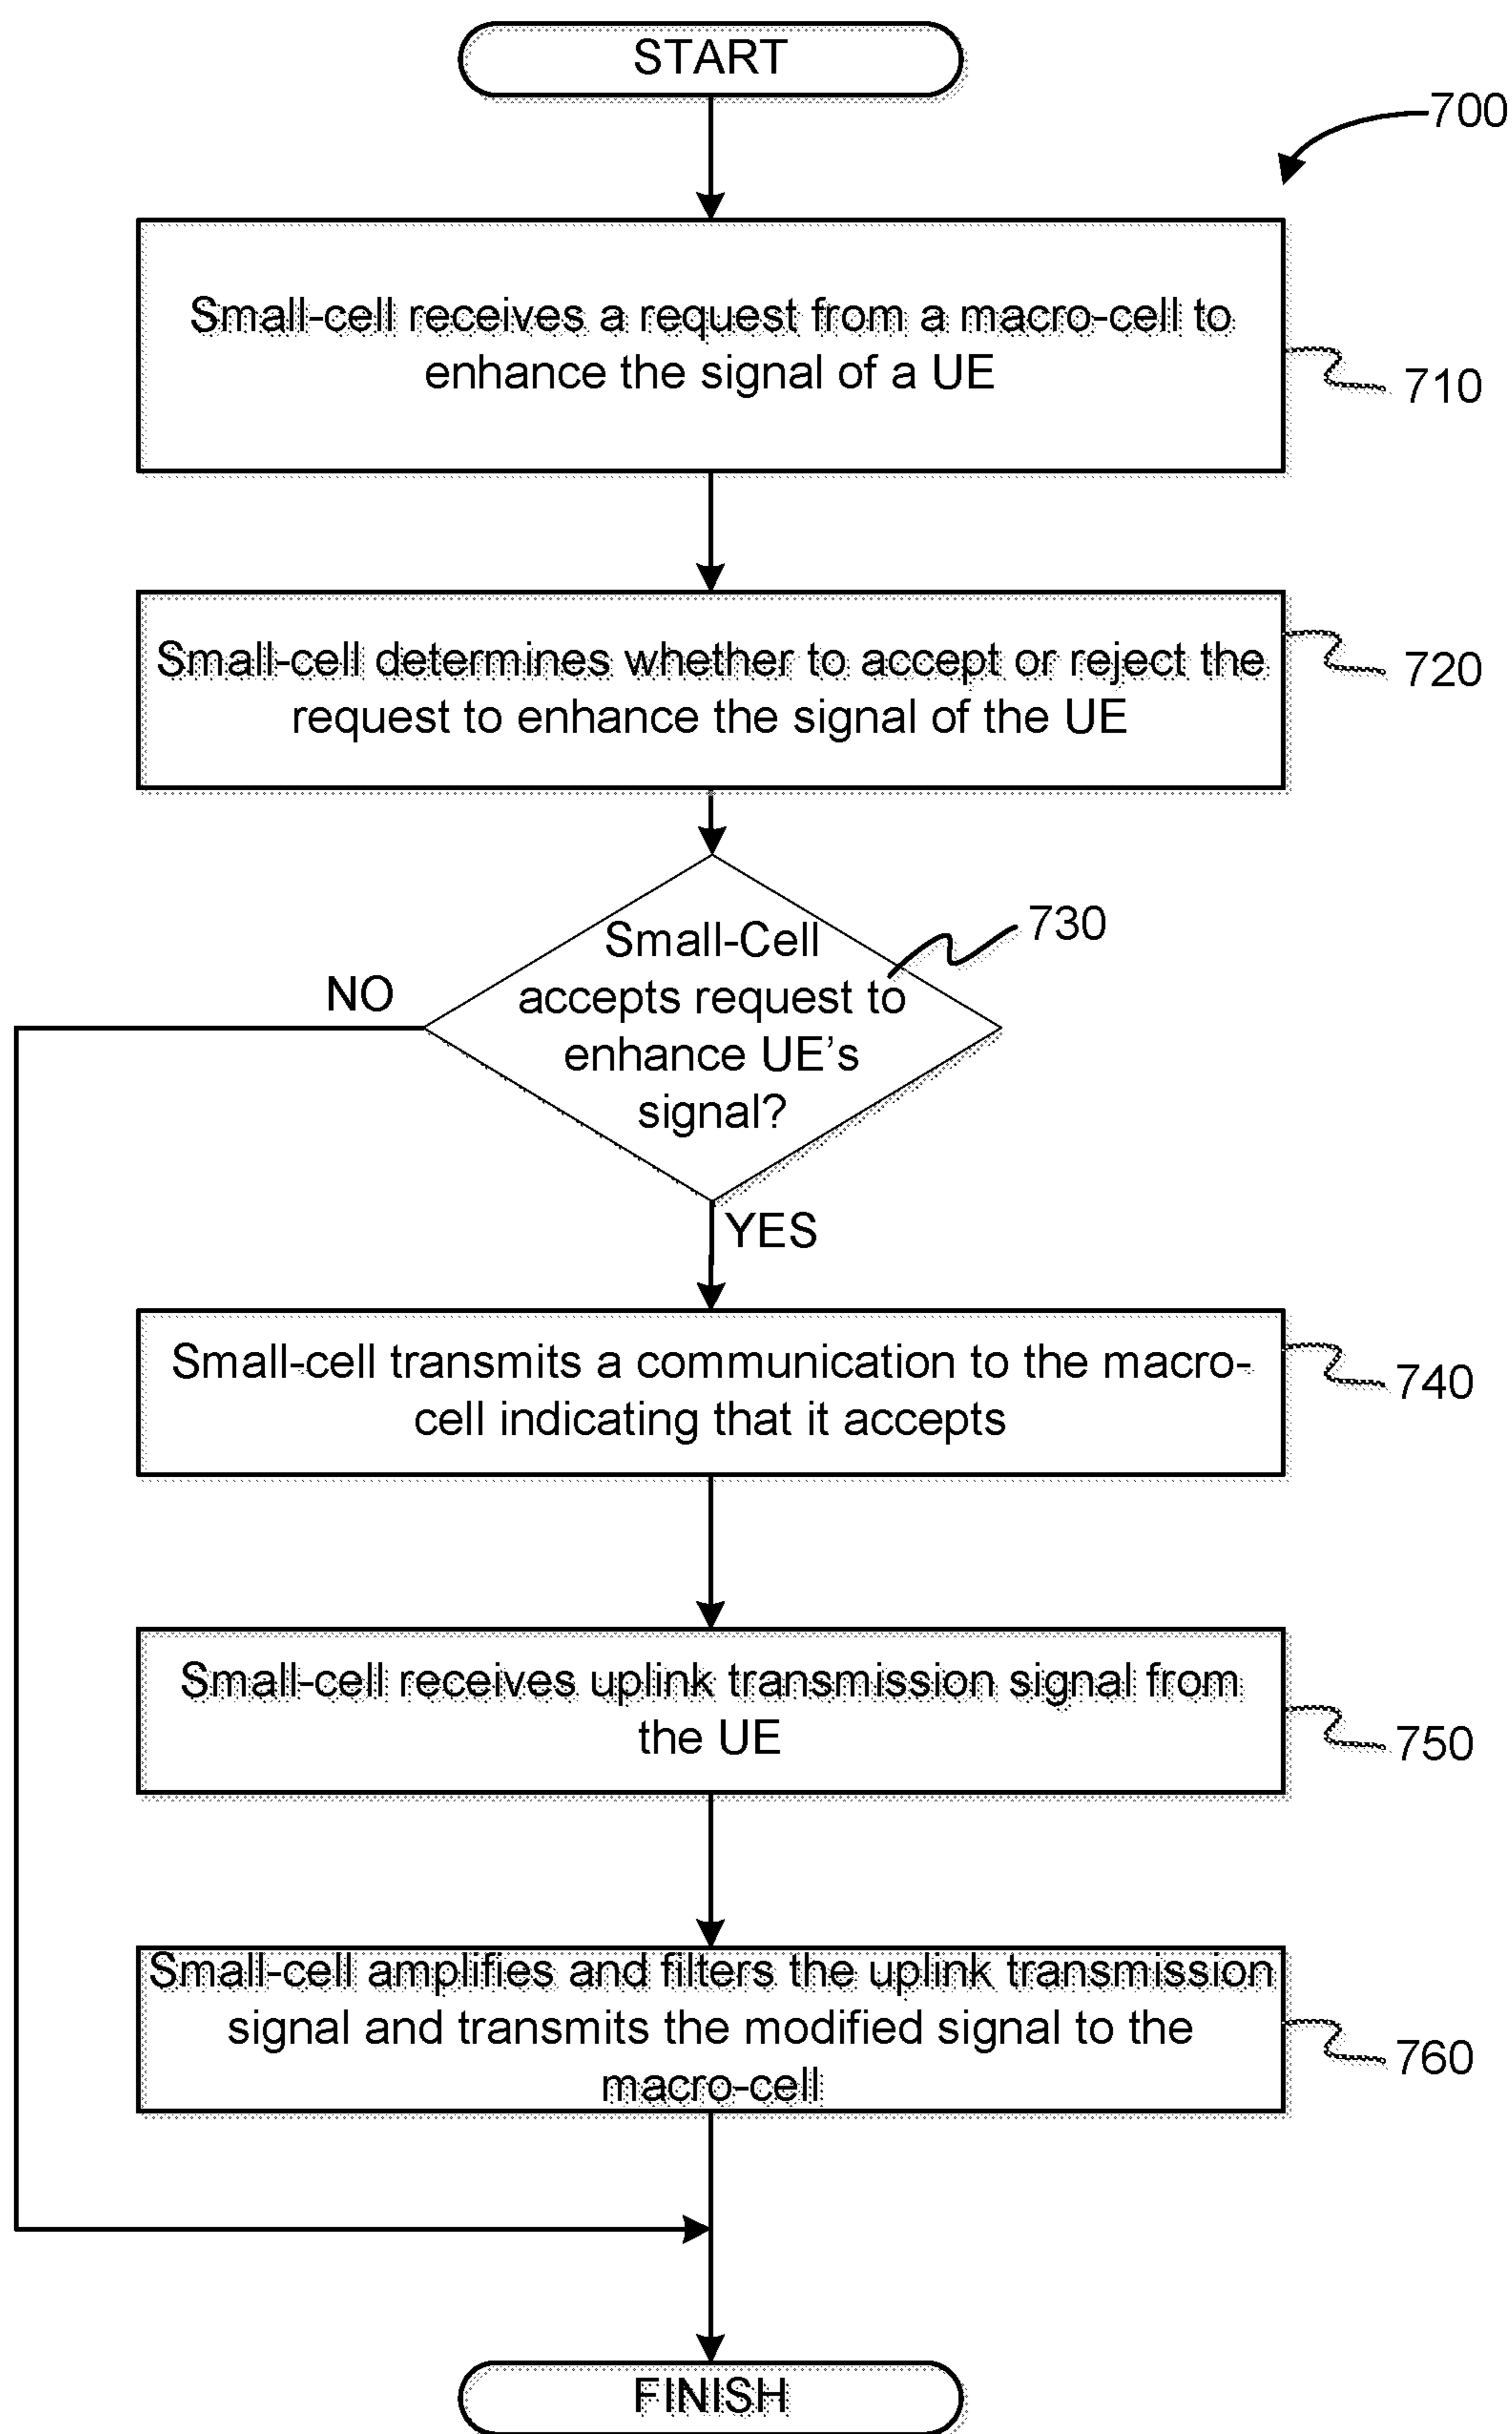 START
700
Small-cell receives a request from a macro-cell to
enhance the signal of a UE
710
Small-cell determines whether to accept or reject the
request to enhance the signal of the UE
720
Small-Cell
accepts request to
enhance UE's
signal?
730
NO
YES
Small-cell transmits a communication to the macro-
cell indicating that it accepts
740
Small-cell receives uplink transmission signal from
the UE
750
Small-cell amplifies and filters the uplink transmission
signal and transmits the modified signal to the
macro-cell
760
FINISH